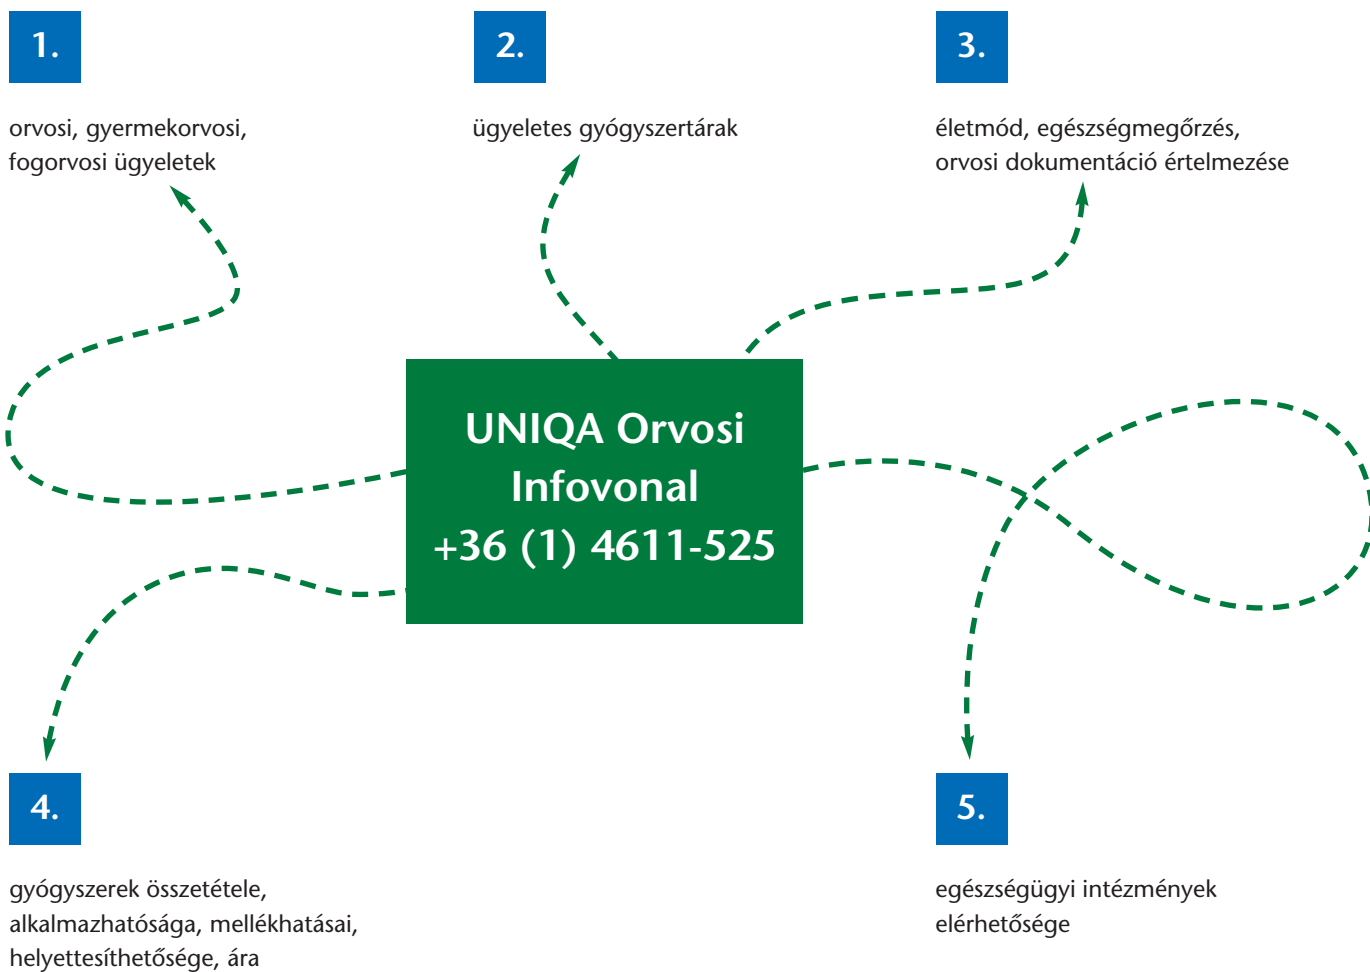 1.
orvosi, gyermekorvosi,
fogorvosi ügyeletek
2.
ügyeletes gyógyszertárak
3.
életmód, egészségmegőrzés,
orvosi dokumentáció értelmezése
UNIQA Orvosi
Infovonal
+36 (1) 4611-525
4.
gyógyszerek összetétele,
alkalmazhatósága, mellékhatásai,
helyettesíthetősége, ára
5.
egészségügyi intézmények
elérhetősége